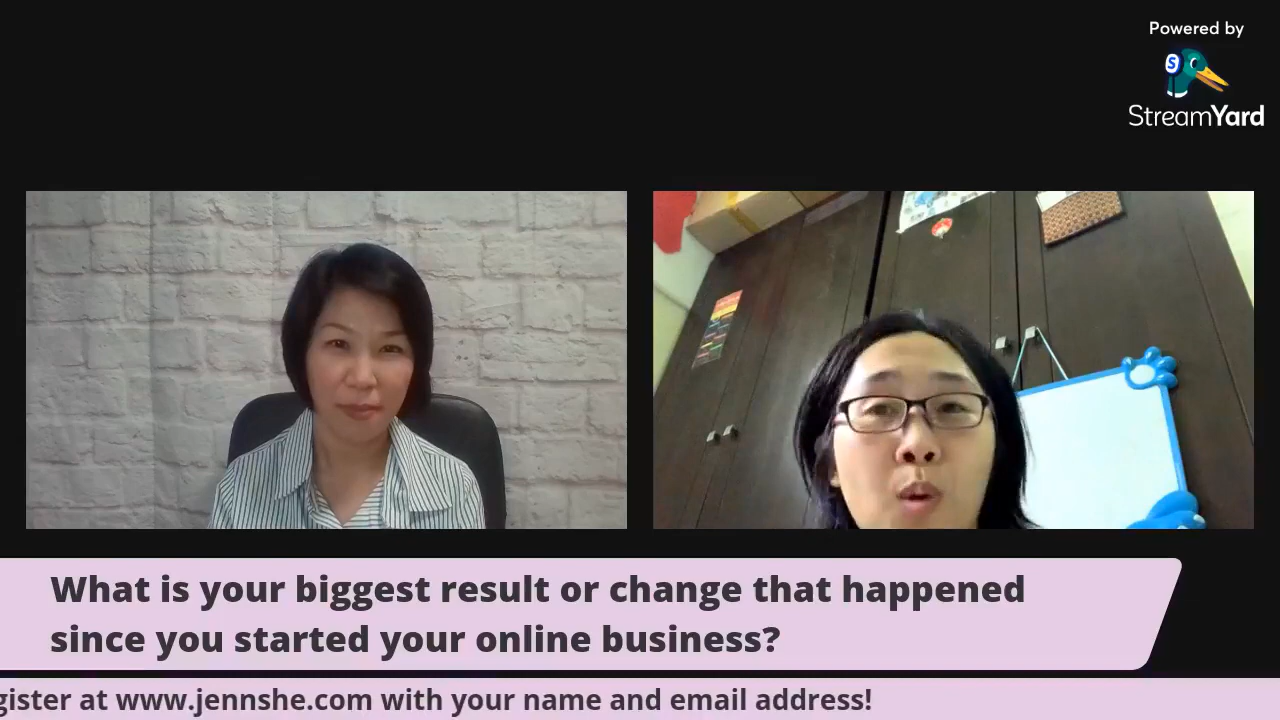 Powered by
S
StreamYard
What is your biggest result or change that happened
since you started your online business?
gister at www.jennshe.com with your name and email address!